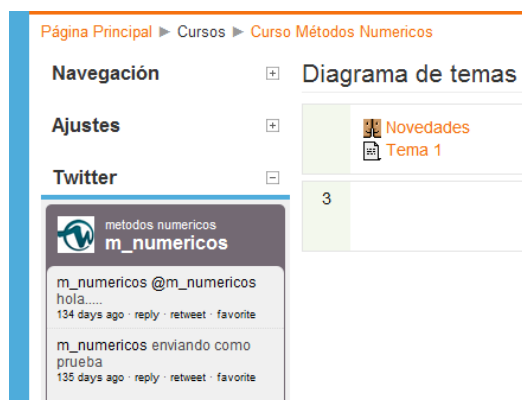 Página Principal ► Cursos ► Curso Métodos Numericos
Navegación
Ajustes
Twitter
metodos numericos
m_numericos
m_numericos @m_numericos
hola.....
134 days ago · reply · retweet · favorite
m_numericos enviando como
prueba
135 days ago · reply · retweet · favorite
Diagrama de temas
Novedades
Tema 1
3